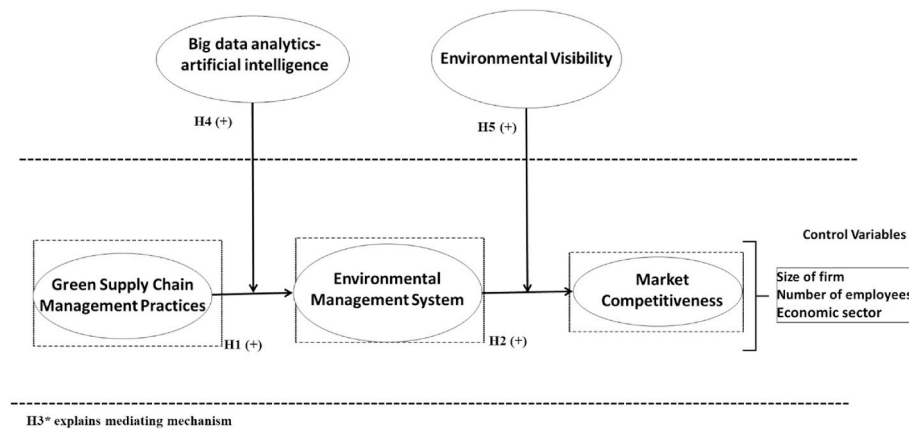 Big data analytics-
artificial intelligence
Environmental Visibility
H4 (+)
H5 (+)
Control Variables
Green Supply Chain
Management Practices
Environmental
Management System
Market
Competitiveness
Size of firm
Number of employees
Economic sector
H1 (+)
H2 (+)
H3* explains mediating mechanism